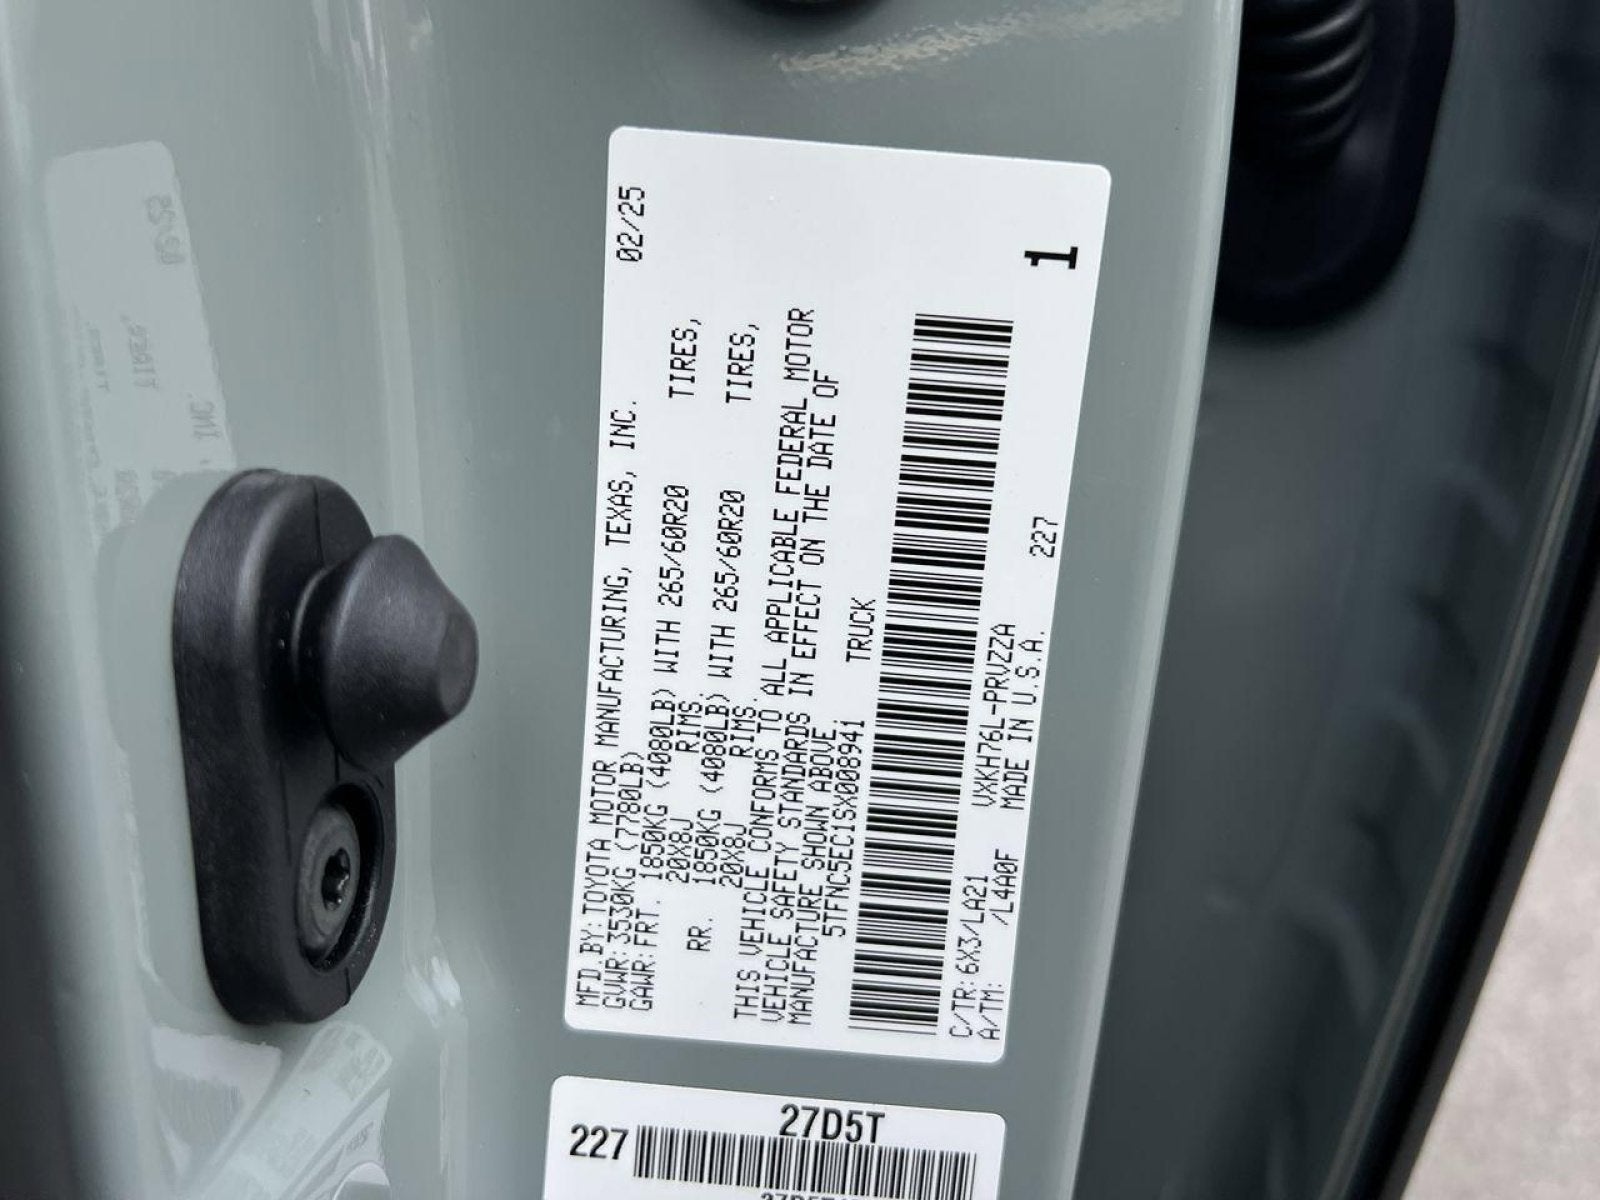 MFD.BY:TOYOTA MOTOR MANUFACTURING, TEXAS, INC. 02/25
GVWR:3530KG (7780LB)
GAWR:FRT. 1850KG (4080LB) WITH 265/60R20 TIRES,
20X8J RIMS,
RR. 1850KG (4080LB) WITH 265/60R20 TIRES,
20X8J RIMS.
THIS VEHICLE CONFORMS TO ALL APPLICABLE FEDERAL MOTOR
VEHICLE SAFETY STANDARDS IN EFFECT ON THE DATE OF
MANUFACTURE SHOWN ABOVE.
5TFNC5EC1SX008941 TRUCK
C/TR:6X3/LA21 VXKH76L-PRVZZA 227
A/TM: /L4A0F MADE IN U.S.A.
1
27D5T
227